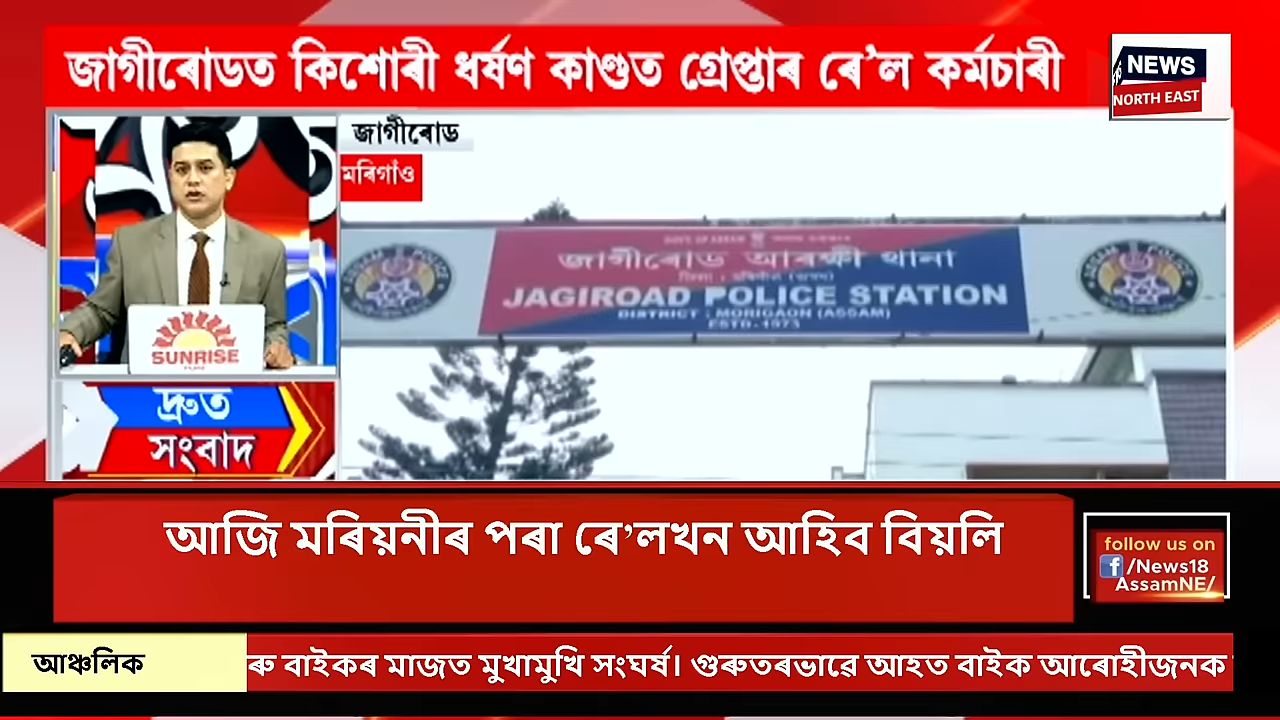 জাগীৰোডত কিশোৰী ধৰ্ষণ কাণ্ডত গ্ৰেপ্তাৰ ৰে’ল কৰ্মচাৰী
NEWS
NORTH EAST
জাগীৰোড
মৰিগাঁও
জাগীৰোড আৰক্ষী থানা
JAGIROAD POLICE STATION
DISTRICT : MORIGAON (ASSAM)
ESTD-1973
SUNRISE
দ্ৰুত
সংবাদ
আজি মৰিয়নীৰ পৰা ৰে’লখন আহিব বিয়লি
follow us on
f/News18
AssamNE/
আঞ্চলিক
ৰু বাইকৰ মাজত মুখামুখি সংঘৰ্ষ। গুৰুতৰভাৱে আহত বাইক আৰোহীজনক